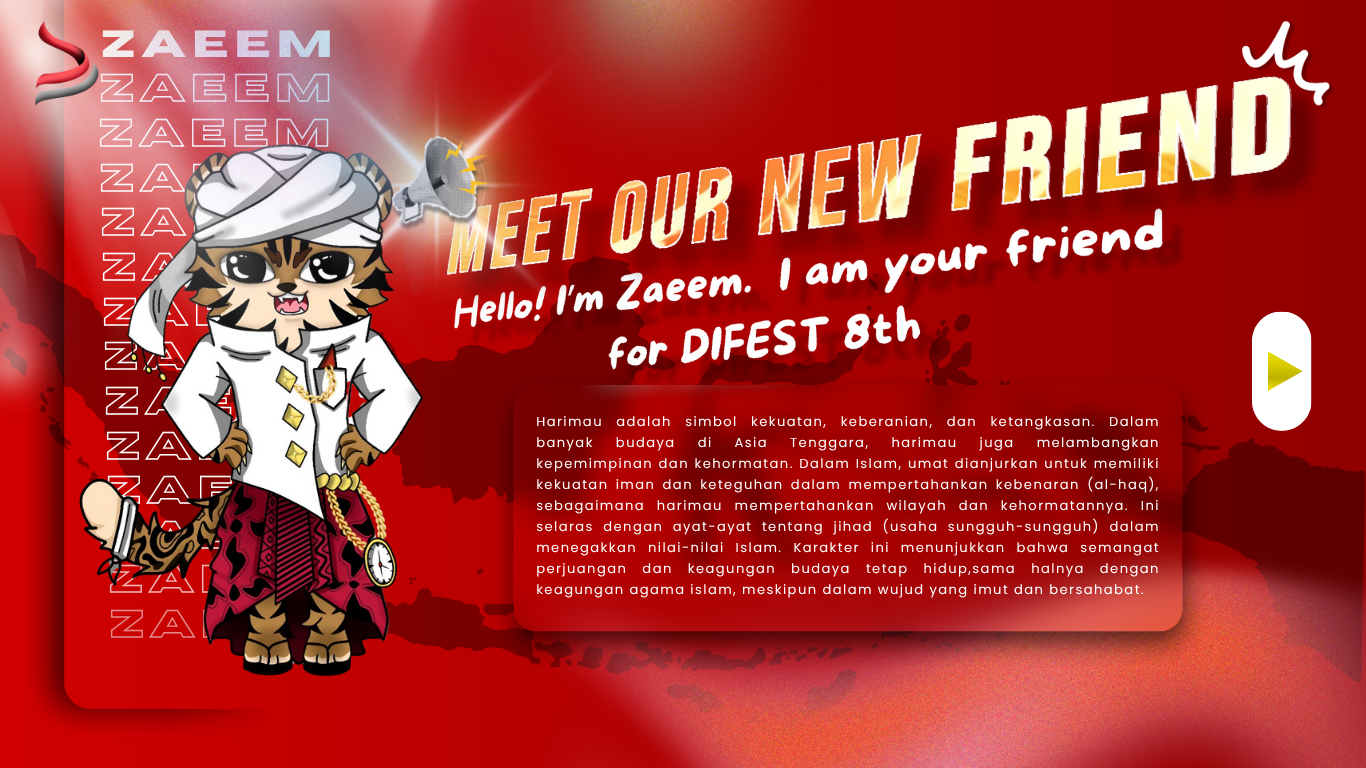 ZAEEM
ZAEEM
ZAEEM
MEET OUR NEW FRIEND
Hello! I'm Zaeem. I am your friend
for DIFEST 8th
Harimau adalah simbol kekuatan, keberanian, dan ketangkasan. Dalam
banyak budaya di Asia Tenggara, harimau juga melambangkan
kepemimpinan dan kehormatan. Dalam Islam, umat dianjurkan untuk memiliki
kekuatan iman dan keteguhan dalam mempertahankan kebenaran (al-haq),
sebagaimana harimau mempertahankan wilayah dan kehormatannya. Ini
selaras dengan ayat-ayat tentang jihad (usaha sungguh-sungguh) dalam
menegakkan nilai-nilai Islam. Karakter ini menunjukkan bahwa semangat
perjuangan dan keagungan budaya tetap hidup,sama halnya dengan
keagungan agama islam, meskipun dalam wujud yang imut dan bersahabat.